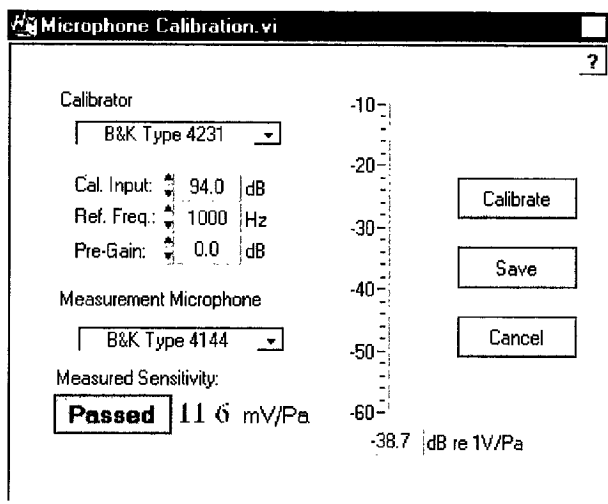 Microphone Calibration.vi
?
Calibrator
B&K Type 4231
Cal. Input: 94.0 dB
Ref. Freq.: 1000 Hz
Pre-Gain: 0.0 dB
Measurement Microphone
B&K Type 4144
Measured Sensitivity:
Passed 11 6 mV/Pa
-10
-20
-30
-40
-50
-60
-38.7 dB re 1V/Pa
Calibrate
Save
Cancel